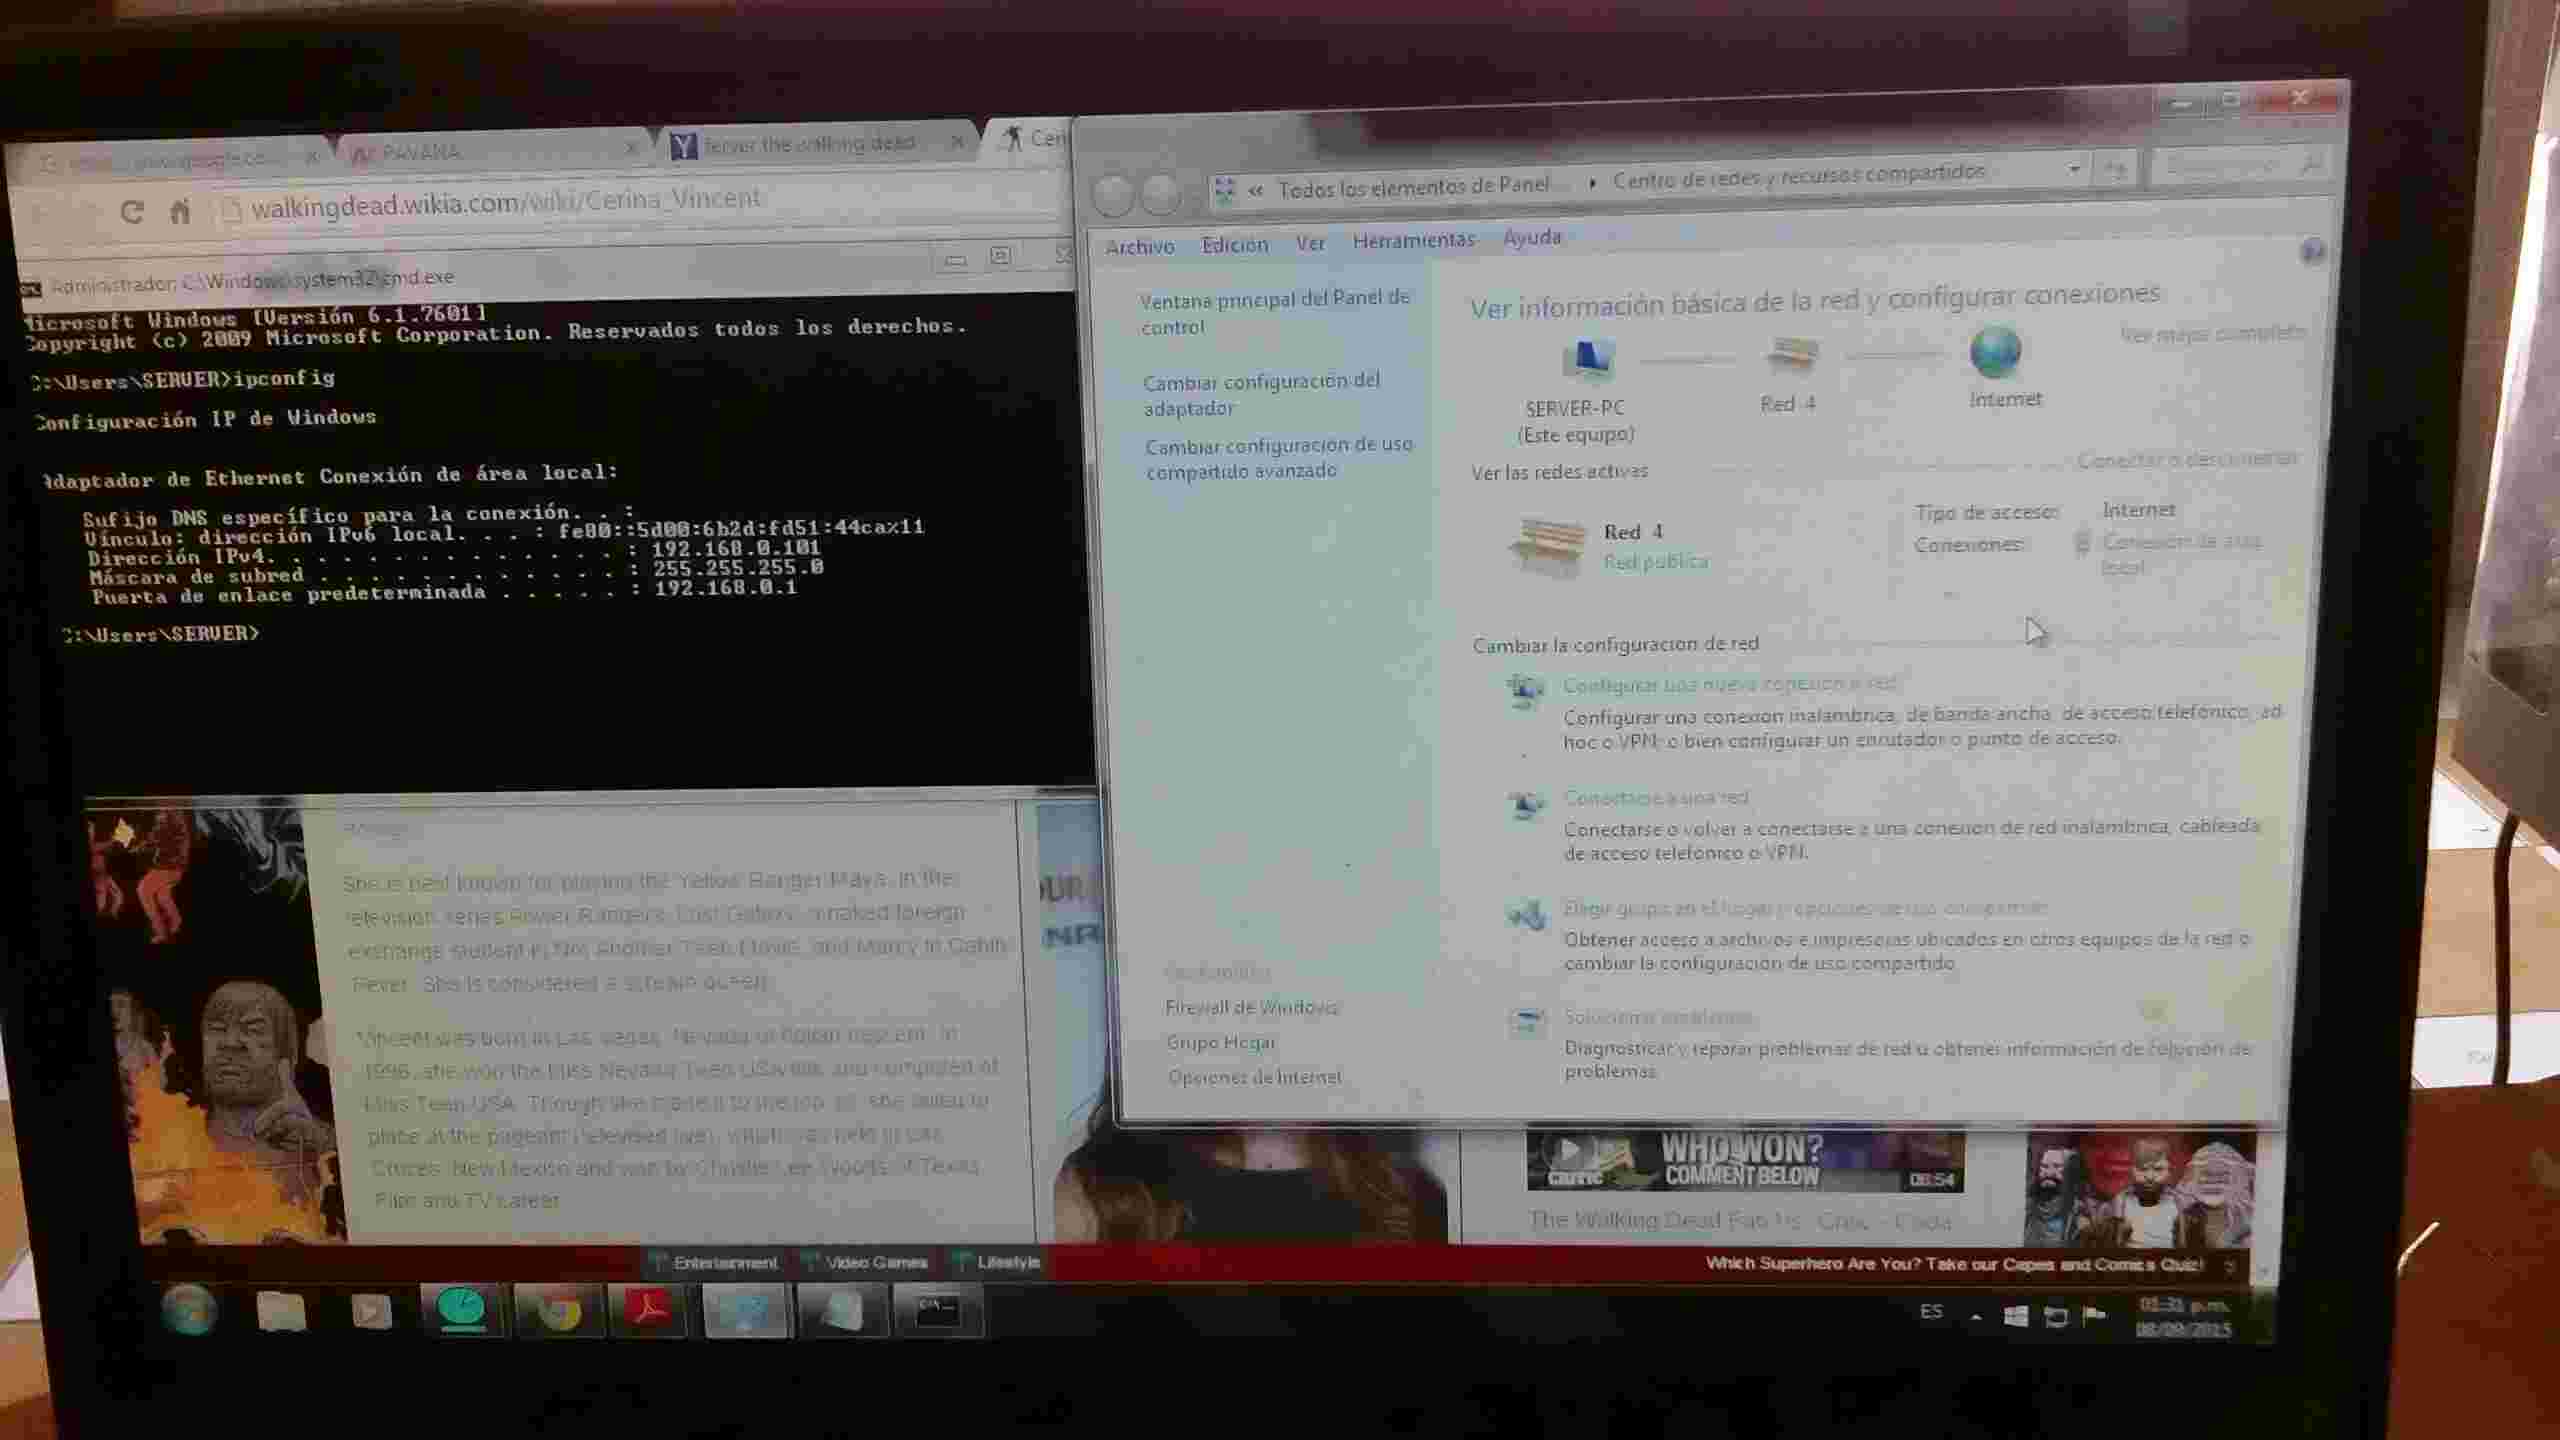 PAVANA
ferver the walking dead
Cerin
walkingdead.wikia.com/wiki/Cerina_Vincent
Administrador: C:\Windows\system32\cmd.exe
Microsoft Windows [Versión 6.1.7601]
Copyright (c) 2009 Microsoft Corporation. Reservados todos los derechos.
C:\Users\SERVER>ipconfig
Configuración IP de Windows
Adaptador de Ethernet Conexión de área local:
Sufijo DNS específico para la conexión. . :
Vínculo: dirección IPv6 local. . . : fe80::5d00:6b2d:fd51:44ca%11
Dirección IPv4. . . . . . . . . . . . . . : 192.168.0.101
Máscara de subred . . . . . . . . . . . . : 255.255.255.0
Puerta de enlace predeterminada . . . . . : 192.168.0.1
C:\Users\SERVER>
She is best known for playing the Yellow Ranger Maya, in the
television series Power Rangers: Lost Galaxy, a naked foreign
exchange student in Not Another Teen Movie, and Marcy in Cabin
Fever. She is considered a scream queen.
Vincent was born in Las Vegas, Nevada of Italian descent. In
1996, she won the Miss Nevada Teen USA title and competed at
Miss Teen USA. Though she made it to the top
place at the pageant (televised live), which was held in Las
Cruces, New Mexico and won by Christie Lee Woods of Texas.
Film and TV career
« Todos los elementos de Panel... ▸ Centro de redes y recursos compartidos
Archivo Edición Ver Herramientas Ayuda
Ventana principal del Panel de
control
Cambiar configuración del
adaptador
Cambiar configuración de uso
compartido avanzado
Firewall de Windows
Grupo Hogar
Opciones de Internet
Ver información básica de la red y configurar conexiones
Ver mapa completo
SERVER-PC
(Este equipo)
Red 4
Internet
Ver las redes activas
Conectar o desconectar
Red 4
Red pública
Tipo de acceso: Internet
Conexiones: Conexión de área
local
Cambiar la configuración de red
Configurar una nueva conexión o red
Configurar una conexión inalámbrica, de banda ancha, de acceso telefónico, ad
hoc o VPN; o bien configurar un enrutador o punto de acceso.
Conectarse a una red
Conectarse o volver a conectarse a una conexión de red inalámbrica, cableada,
de acceso telefónico o VPN.
Elegir grupo en el hogar y opciones de uso compartido
Obtener acceso a archivos e impresoras ubicados en otros equipos de la red o
cambiar la configuración de uso compartido.
Solucionar problemas
Diagnosticar y reparar problemas de red u obtener información de solución de
problemas.
WHO WON?
COMMENT BELOW
08:54
The Walking Dead Fan
Entertainment Video Games Lifestyle
Which Superhero Are You? Take our Capes and Comics Quiz!
ES
01:31 p.m.
08/09/2015